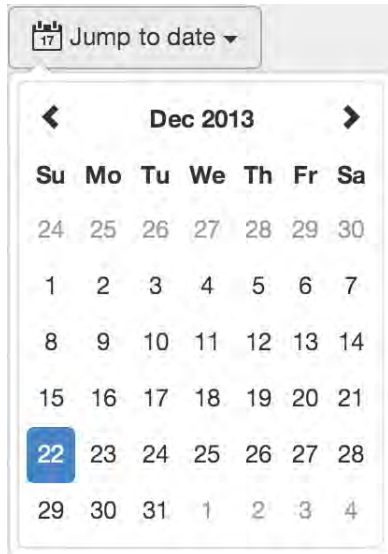 17 Jump to date
Dec 2013
Su Mo Tu We Th Fr Sa
24 25 26 27 28 29 30
1 2 3 4 5 6 7
8 9 10 11 12 13 14
15 16 17 18 19 20 21
22 23 24 25 26 27 28
29 30 31 1 2 3 4